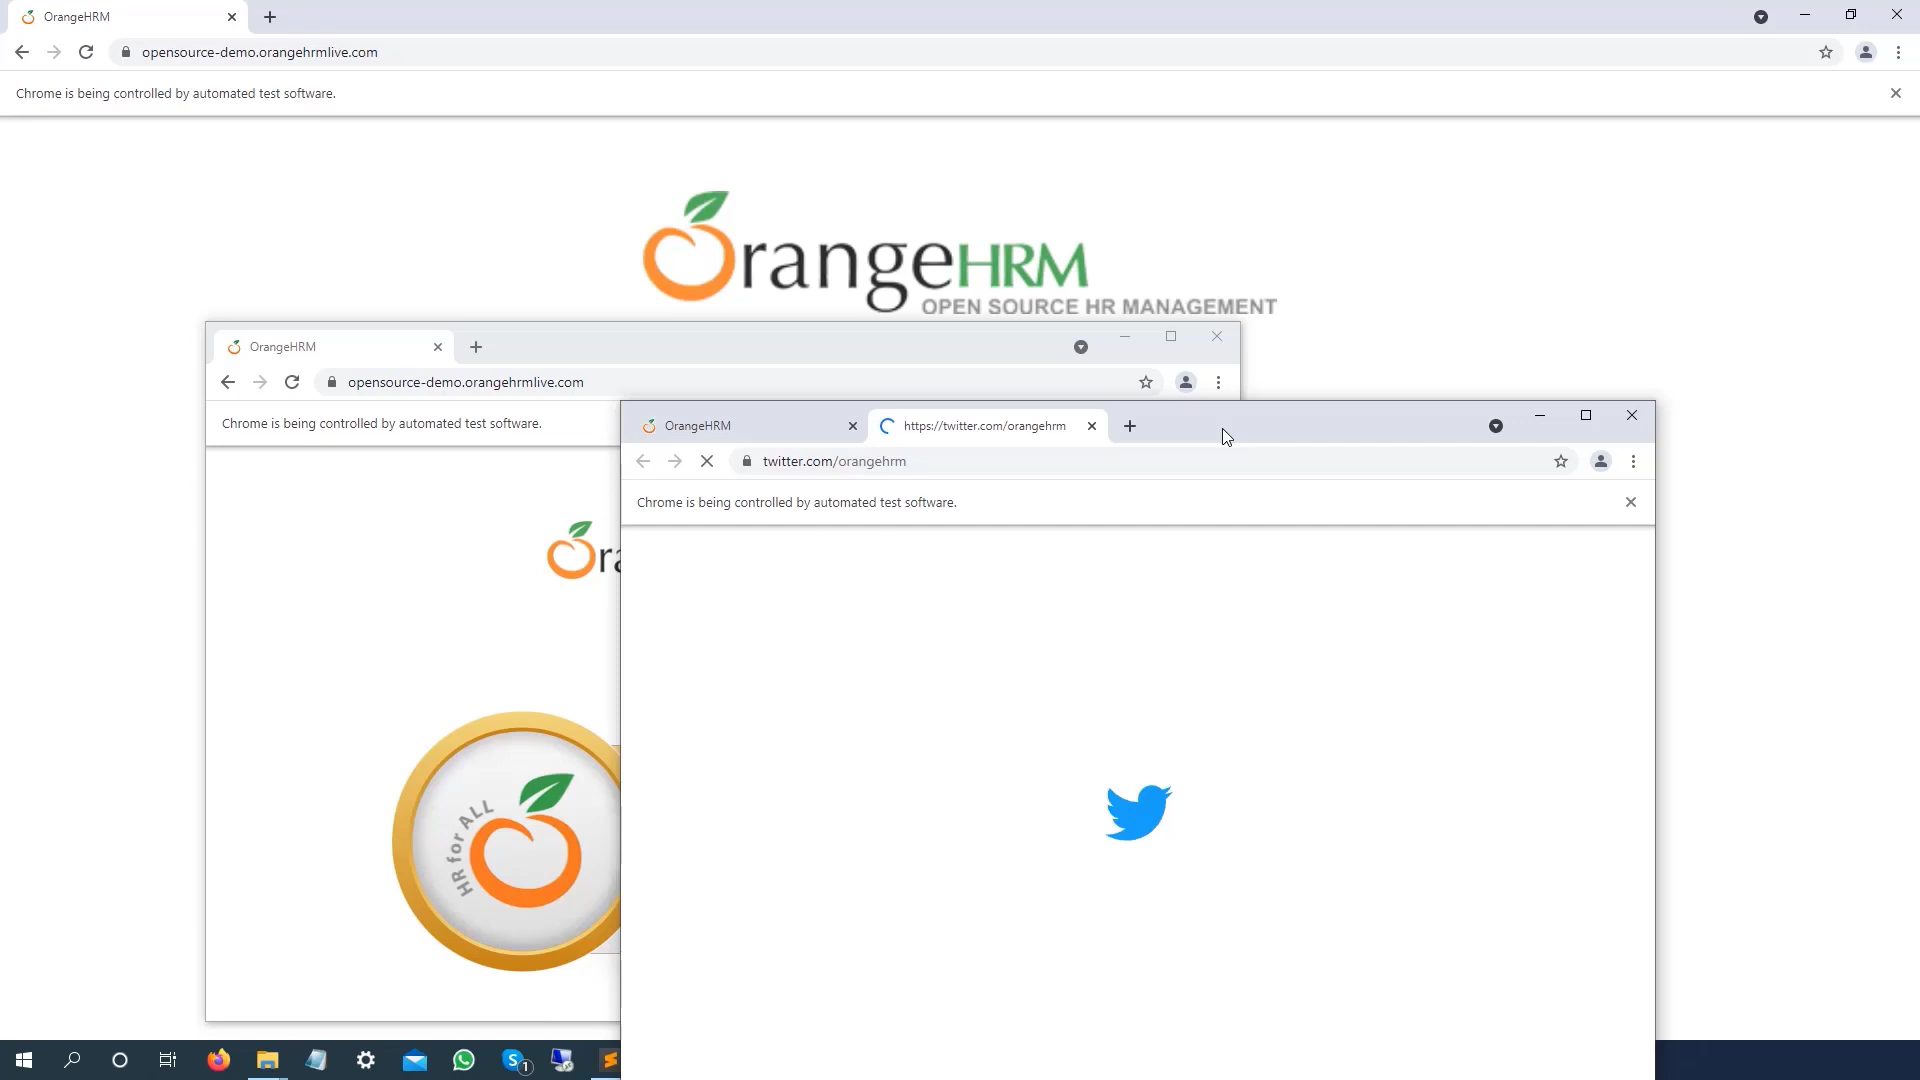 OrangeHRM
opensource-demo.orangehrmlive.com
Chrome is being controlled by automated test software.
OrangeHRM
OPEN SOURCE HR MANAGEMENT
OrangeHRM
opensource-demo.orangehrmlive.com
Chrome is being controlled by automated test software.
Ora
HR for ALL
OrangeHRM
https://twitter.com/orangehrm
twitter.com/orangehrm
Chrome is being controlled by automated test software.
S
1